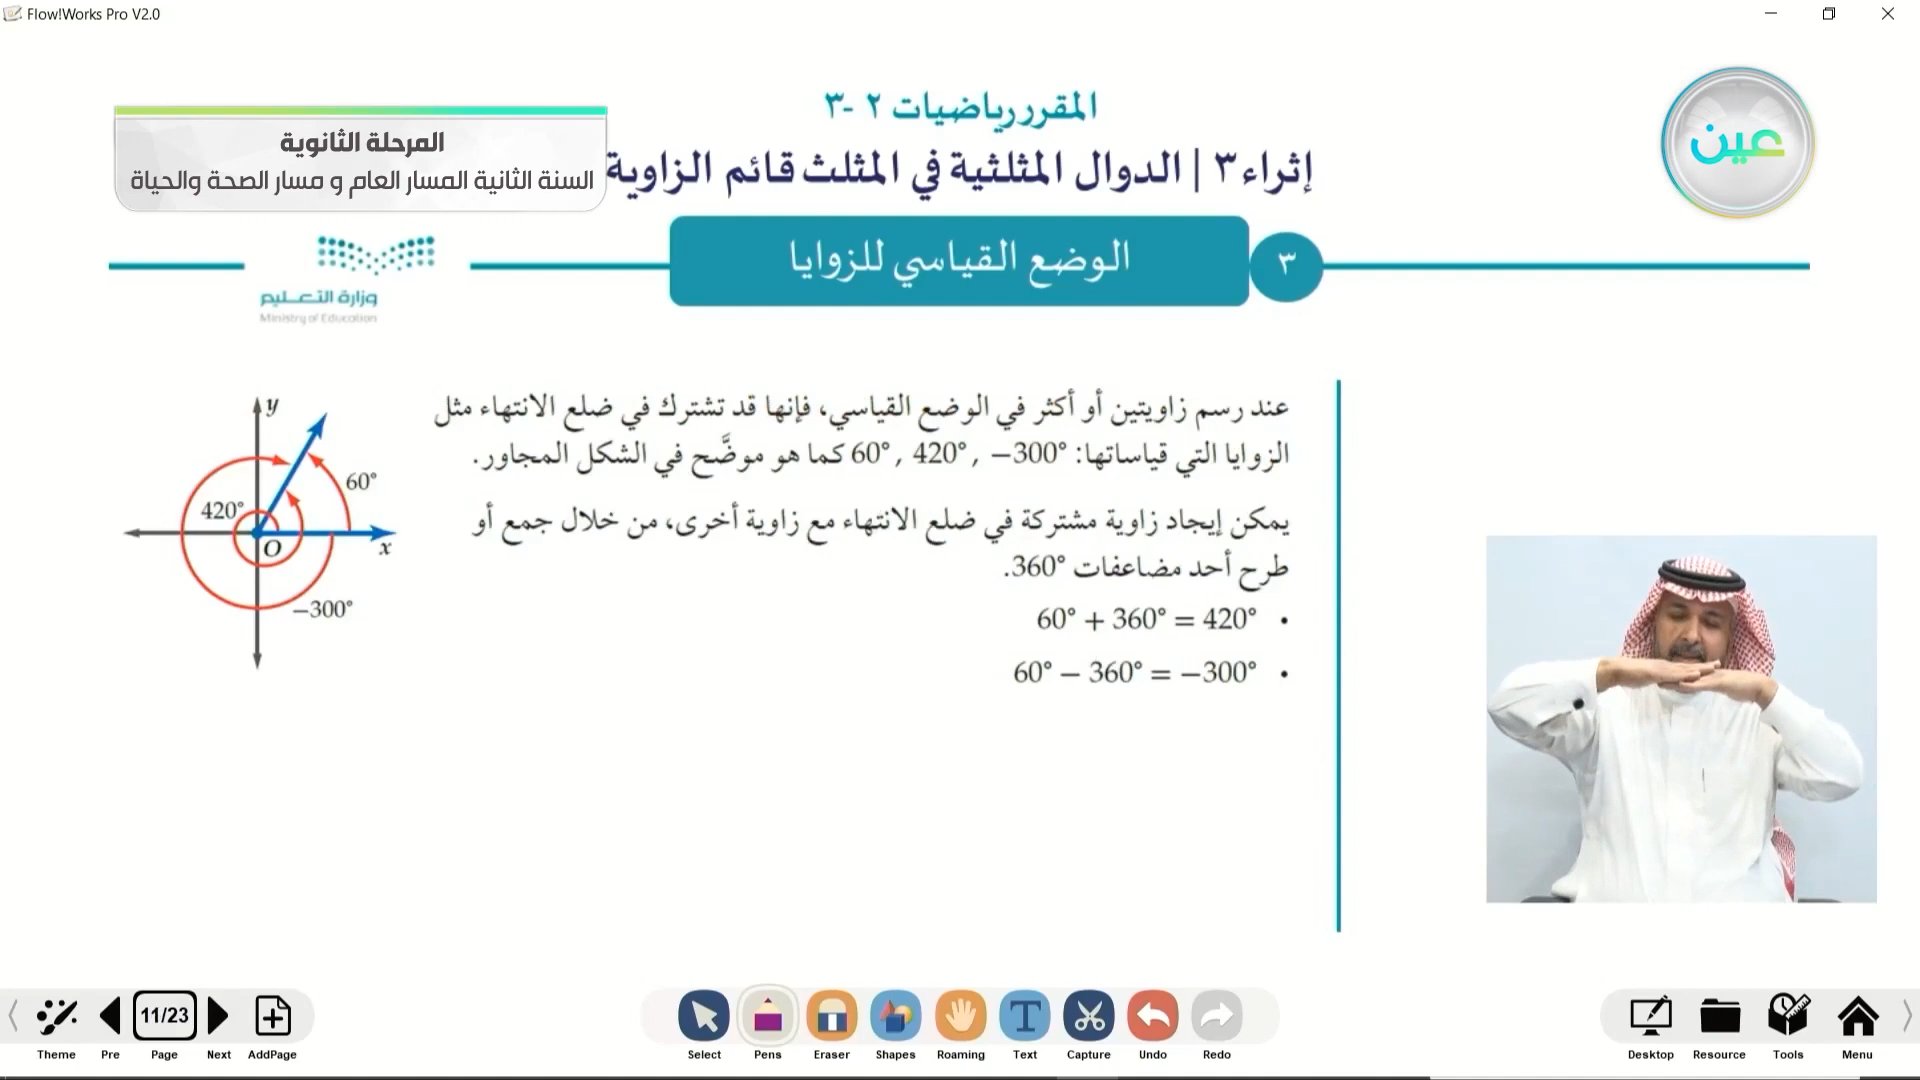 Flow!Works Pro V2.0
المقرر رياضيات ٢ -٣
إثراء ٣ | الدوال المثلثية في المثلث قائم الزاوية
المرحلة الثانوية
السنة الثانية المسار العام و مسار الصحة والحياة
عين
٣
الوضع القياسي للزوايا
وزارة التعليم
Ministry of Education
عند رسم زاويتين أو أكثر في الوضع القياسي، فإنها قد تشترك في ضلع الانتهاء مثل
الزوايا التي قياساتها: 60°, 420°, −300° كما هو موضَّح في الشكل المجاور.
يمكن إيجاد زاوية مشتركة في ضلع الانتهاء مع زاوية أخرى، من خلال جمع أو
طرح أحد مضاعفات 360°.
• 60° + 360° = 420°
• 60° − 360° = −300°
y
60°
420°
O
x
−300°
11/23
Theme
Pre
Page
Next
AddPage
Select
Pens
Eraser
Shapes
Roaming
T
Text
Capture
Undo
Redo
Desktop
Resource
Tools
Menu